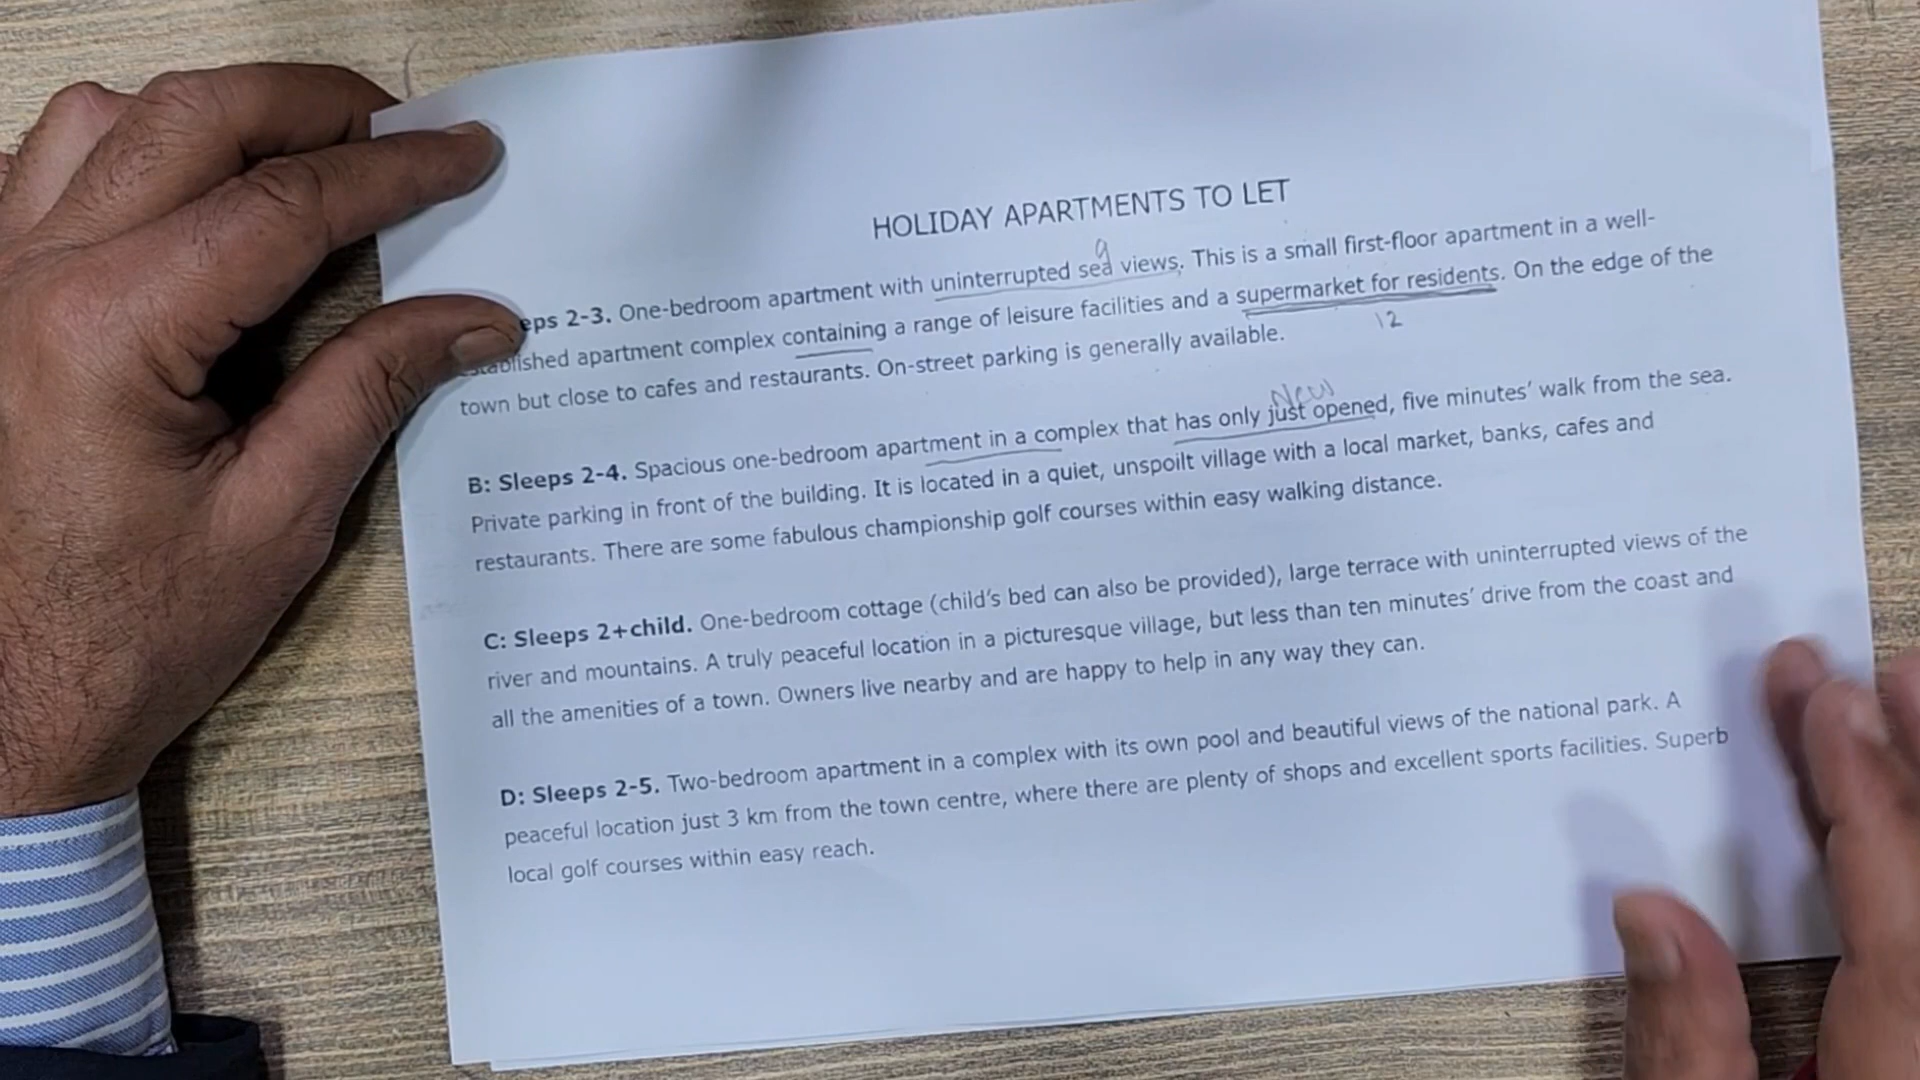 HOLIDAY APARTMENTS TO LET
9
eps 2-3. One-bedroom apartment with uninterrupted sea views. This is a small first-floor apartment in a well-
established apartment complex containing a range of leisure facilities and a supermarket for residents. On the edge of the
12
town but close to cafes and restaurants. On-street parking is generally available.
New
B: Sleeps 2-4. Spacious one-bedroom apartment in a complex that has only just opened, five minutes’ walk from the sea.
Private parking in front of the building. It is located in a quiet, unspoilt village with a local market, banks, cafes and
restaurants. There are some fabulous championship golf courses within easy walking distance.
C: Sleeps 2+child. One-bedroom cottage (child’s bed can also be provided), large terrace with uninterrupted views of the
river and mountains. A truly peaceful location in a picturesque village, but less than ten minutes’ drive from the coast and
all the amenities of a town. Owners live nearby and are happy to help in any way they can.
D: Sleeps 2-5. Two-bedroom apartment in a complex with its own pool and beautiful views of the national park. A
peaceful location just 3 km from the town centre, where there are plenty of shops and excellent sports facilities. Superb
local golf courses within easy reach.